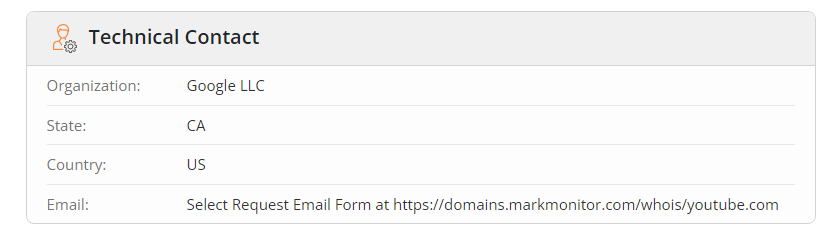 Technical Contact
Organization: Google LLC
State: CA
Country: US
Email: Select Request Email Form at https://domains.markmonitor.com/whois/youtube.com